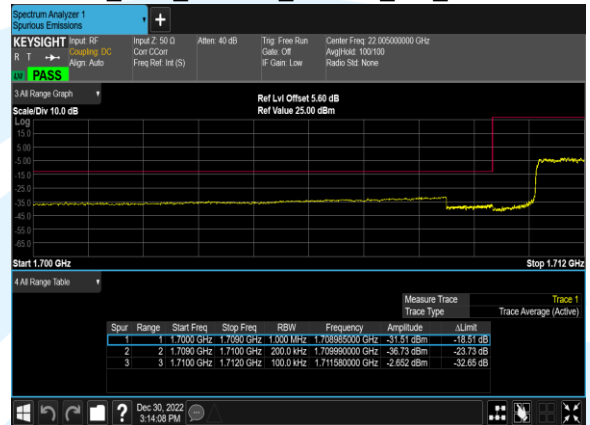 Spectrum Analyzer 1
Spurious Emissions
KEYSIGHT Input: RF Input Z: 50 Ω Atten: 40 dB Trig: Free Run Center Freq: 22.005000000 GHz
R T Coupling: DC Corr CCorr Gate: Off Avg|Hold: 100/100
Align: Auto Freq Ref: Int (S) IF Gain: Low Radio Std: None
PASS
3 All Range Graph
Ref Lvl Offset 5.60 dB
Scale/Div 10.0 dB Ref Value 25.00 dBm
Log
15.0
5.00
-5.00
-15.0
-25.0
-35.0
-45.0
-55.0
-65.0
Start 1.700 GHz Stop 1.712 GHz
4 All Range Table
Measure Trace Trace 1
Trace Type Trace Average (Active)
Spur Range Start Freq Stop Freq RBW Frequency Amplitude ΔLimit
1 1 1.7000 GHz 1.7090 GHz 1.000 MHz 1.708985000 GHz -31.51 dBm -18.51 dB
2 2 1.7090 GHz 1.7100 GHz 200.0 kHz 1.709990000 GHz -36.73 dBm -23.73 dB
3 3 1.7100 GHz 1.7120 GHz 100.0 kHz 1.711580000 GHz -2.652 dBm -32.65 dB
? Dec 30, 2022
3:14:08 PM